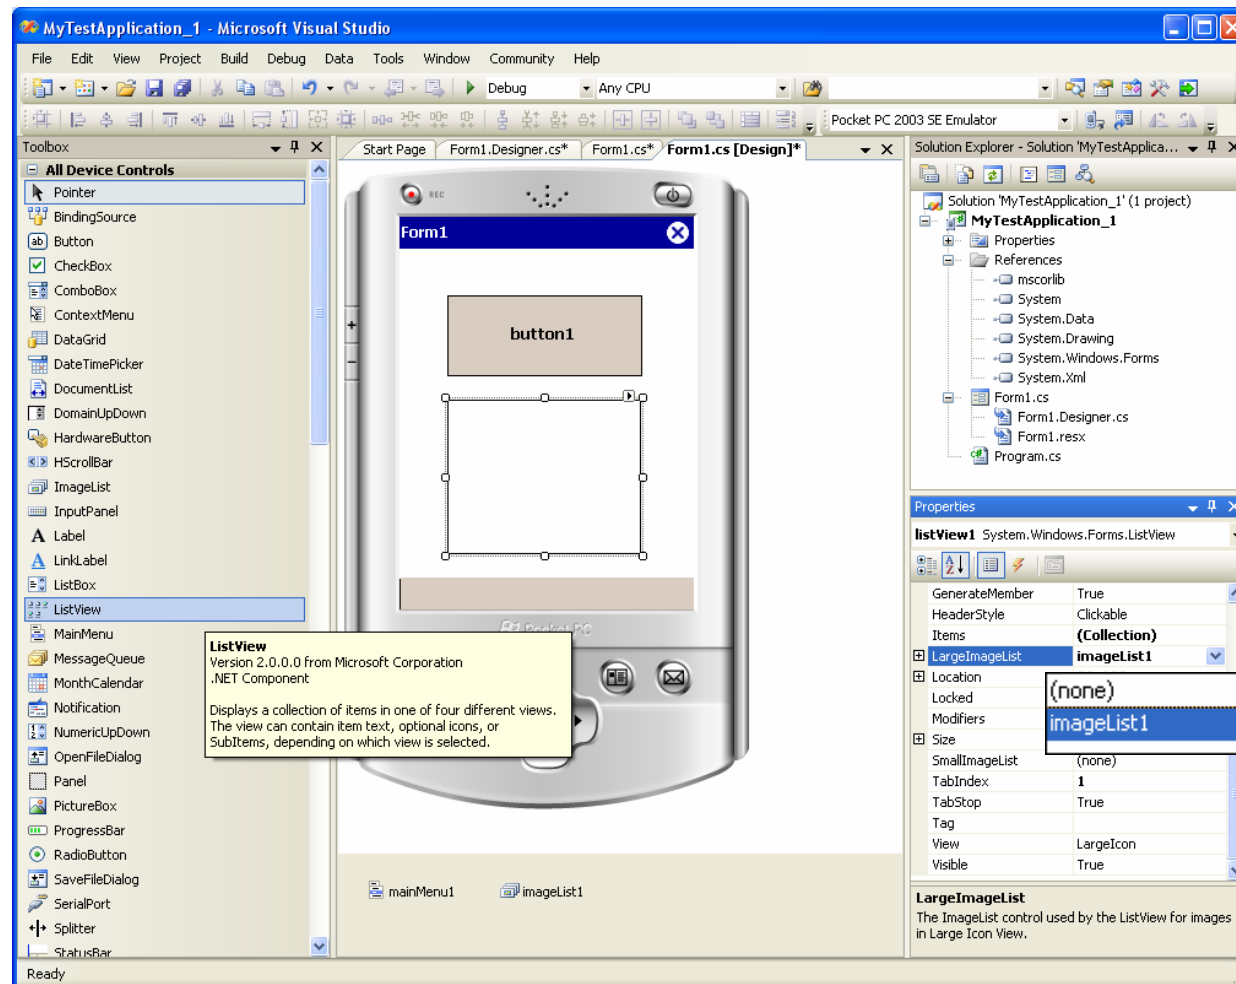 MyTestApplication_1 - Microsoft Visual Studio
File Edit View Project Build Debug Data Tools Window Community Help
Debug Any CPU
Pocket PC 2003 SE Emulator
Toolbox
All Device Controls
Pointer
BindingSource
Button
CheckBox
ComboBox
ContextMenu
DataGrid
DateTimePicker
DocumentList
DomainUpDown
HardwareButton
HScrollBar
ImageList
InputPanel
Label
LinkLabel
ListBox
ListView
MainMenu
MessageQueue
MonthCalendar
Notification
NumericUpDown
OpenFileDialog
Panel
PictureBox
ProgressBar
RadioButton
SaveFileDialog
SerialPort
Splitter
StatusBar
Start Page Form1.Designer.cs* Form1.cs* Form1.cs [Design]*
REC
Form1
button1
Pocket PC
ListView
Version 2.0.0.0 from Microsoft Corporation
.NET Component
Displays a collection of items in one of four different views.
The view can contain item text, optional icons, or
SubItems, depending on which view is selected.
mainMenu1 imageList1
Solution Explorer - Solution 'MyTestApplica...
Solution 'MyTestApplication_1' (1 project)
MyTestApplication_1
Properties
References
mscorlib
System
System.Data
System.Drawing
System.Windows.Forms
System.Xml
Form1.cs
Form1.Designer.cs
Form1.resx
Program.cs
Properties
listView1 System.Windows.Forms.ListView
GenerateMember True
HeaderStyle Clickable
Items (Collection)
LargeImageList imageList1
Location
Locked
Modifiers
Size
(none)
imageList1
SmallImageList (none)
TabIndex 1
TabStop True
Tag
View LargeIcon
Visible True
LargeImageList
The ImageList control used by the ListView for images
in Large Icon View.
Ready